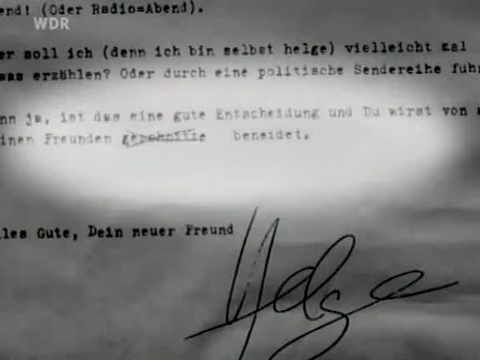 end! (Oder Radio=Abend).
WDR
er soll ich (denn ich bin selbst helge) vielleicht mal
was erzählen? Oder durch eine politische Sendereihe füh
nn ja, ist das eine gute Entscheidung und Du wirst von
inen Freunden beneidet.
les Gute, Dein neuer Freund
Helge